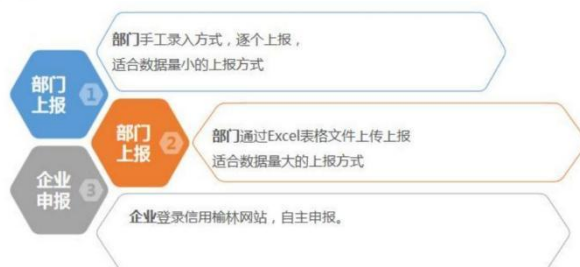 部门
上报
1
部门手工录入方式，逐个上报，
适合数据最小的上报方式
部门
上报
2
部门通过Excel表格文件上传上报
适合数据最大的上报方式
企业
申报
3
企业登录信用榆林网站，自主申报。